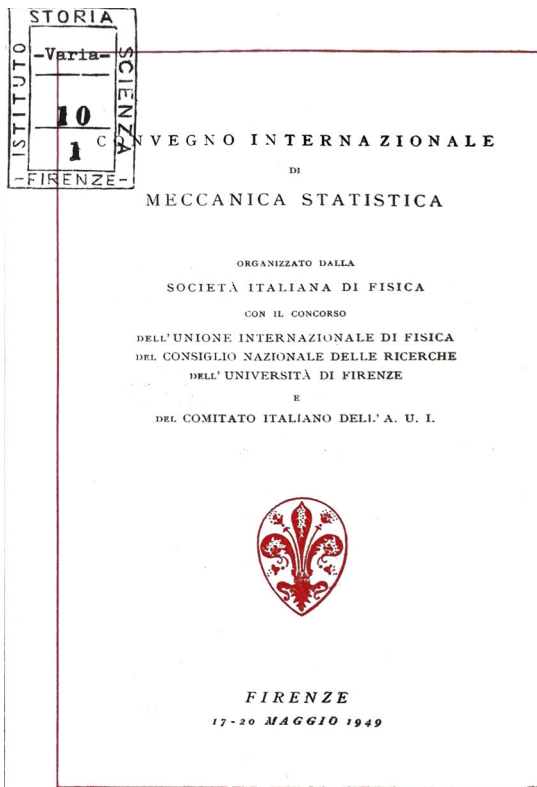 STORIA
ISTITUTO
SCIENZA
-Varia-
10
1
-FIRENZE-
CONVEGNO INTERNAZIONALE
DI
MECCANICA STATISTICA
ORGANIZZATO DALLA
SOCIETÀ ITALIANA DI FISICA
CON IL CONCORSO
DELL'UNIONE INTERNAZIONALE DI FISICA
DEL CONSIGLIO NAZIONALE DELLE RICERCHE
DELL'UNIVERSITÀ DI FIRENZE
E
DEL COMITATO ITALIANO DELL'A. U. I.
FIRENZE
17-20 MAGGIO 1949